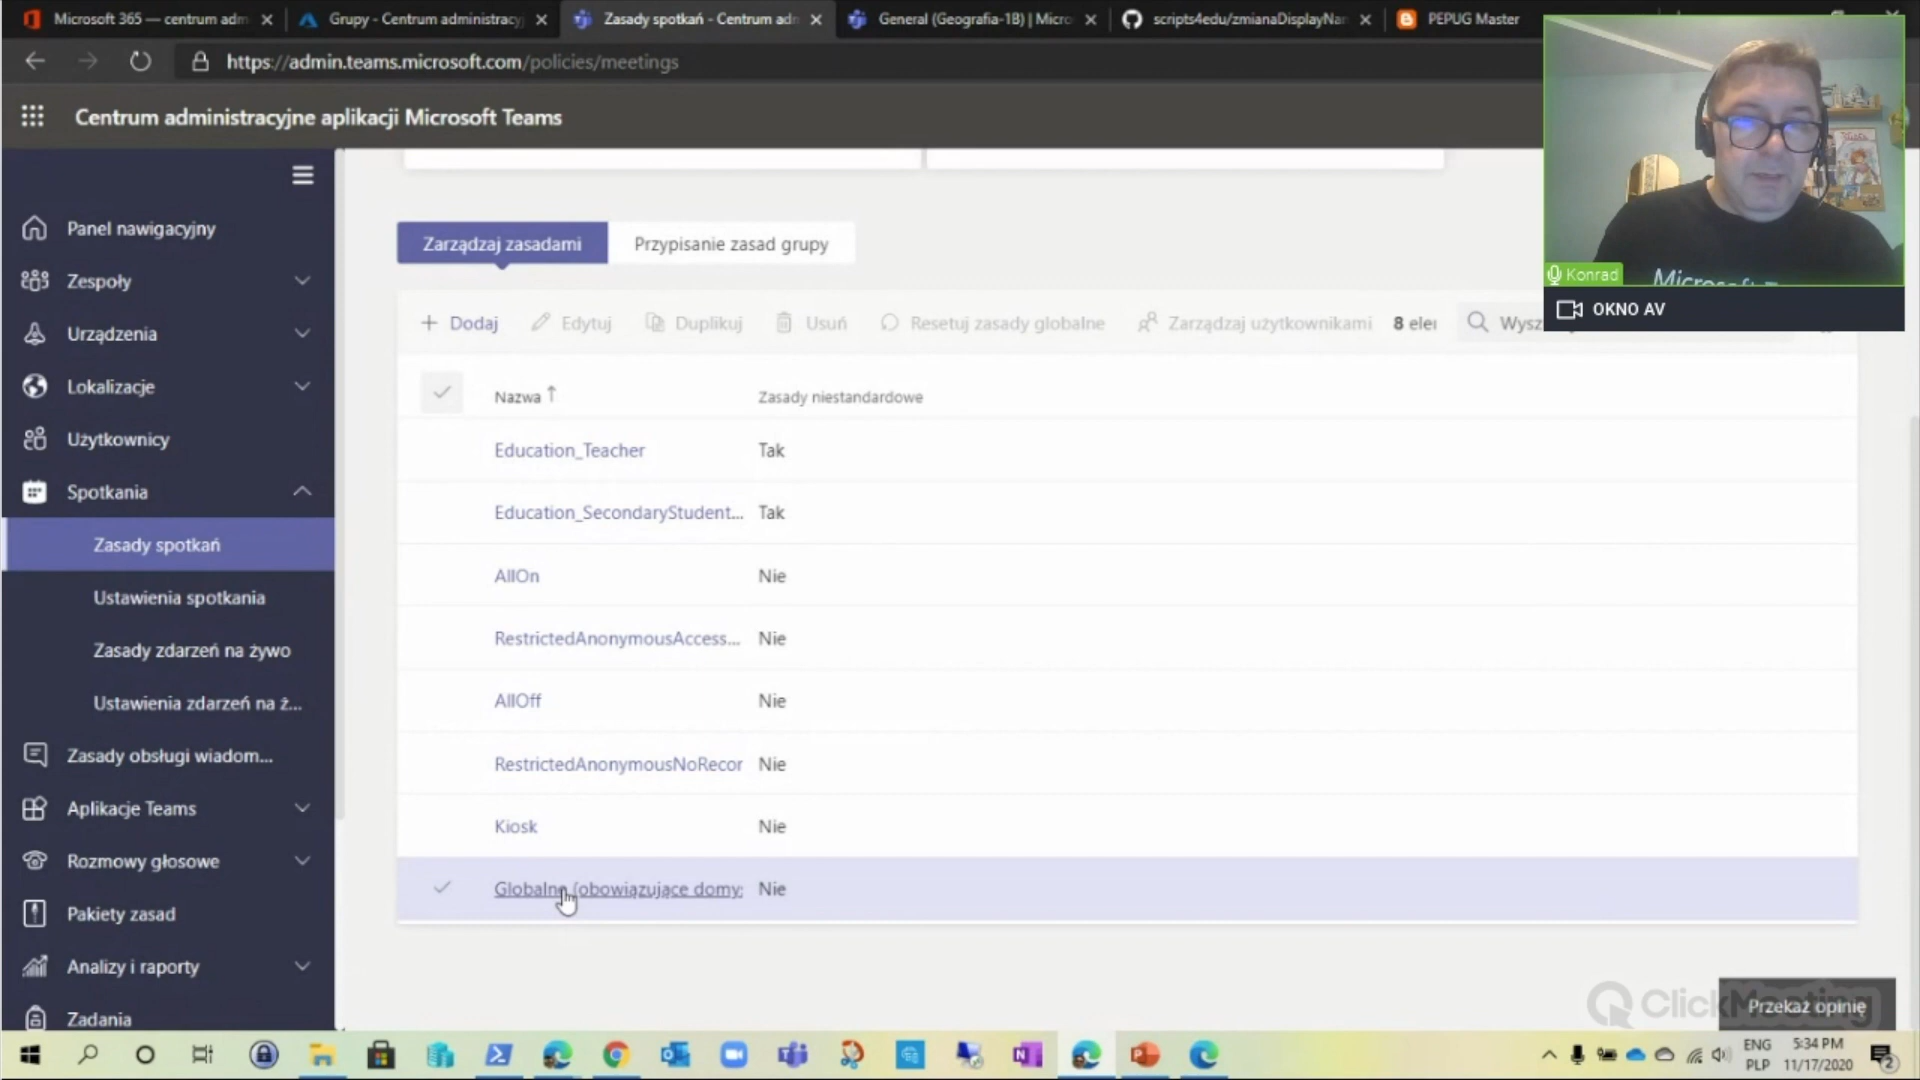 Microsoft 365 — centrum adm
Grupy - Centrum administracy
Zasady spotkań - Centrum adm
General (Geografia-1B) | Micro
scripts4edu/zmianaDisplayNar
PEPUG Master
https://admin.teams.microsoft.com/policies/meetings
Centrum administracyjne aplikacji Microsoft Teams
Konrad
OKNO AV
Panel nawigacyjny
Zespoły
Urządzenia
Lokalizacje
Użytkownicy
Spotkania
Zasady spotkań
Ustawienia spotkania
Zasady zdarzeń na żywo
Ustawienia zdarzeń na ż...
Zasady obsługi wiadom...
Aplikacje Teams
Rozmowy głosowe
Pakiety zasad
Analizy i raporty
Zadania
Zarządzaj zasadami
Przypisanie zasad grupy
Dodaj
Edytuj
Duplikuj
Usuń
Resetuj zasady globalne
Zarządzaj użytkownikami
8 eler
Wysz
Nazwa ↑
Zasady niestandardowe
Education_Teacher Tak
Education_SecondaryStudent... Tak
AllOn Nie
RestrictedAnonymousAccess... Nie
AllOff Nie
RestrictedAnonymousNoRecor Nie
Kiosk Nie
Globalne (obowiązujące domy: Nie
ClickMeeting
Przekaż opinię
ENG 5:34 PM
PLP 11/17/2020
2